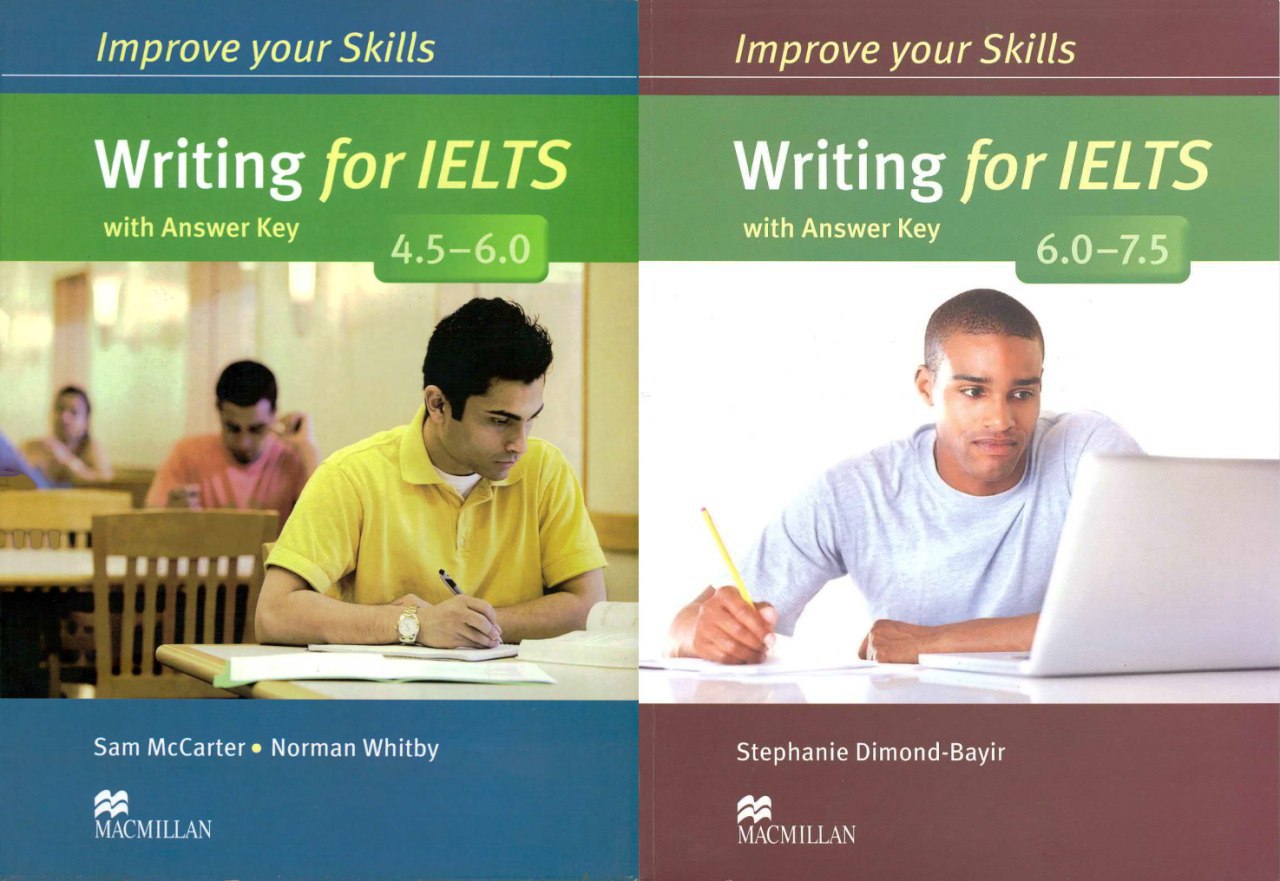 Improve your Skills
Writing for IELTS
with Answer Key
4.5–6.0
Sam McCarter • Norman Whitby
MACMILLAN
Improve your Skills
Writing for IELTS
with Answer Key
6.0–7.5
Stephanie Dimond-Bayir
MACMILLAN